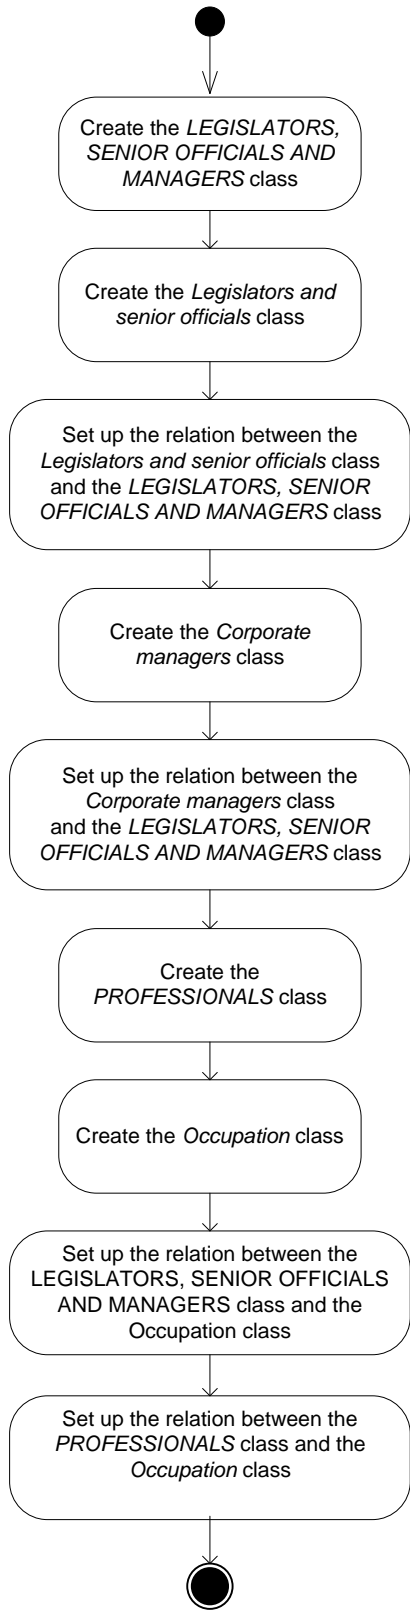 Create the LEGISLATORS,
SENIOR OFFICIALS AND
MANAGERS class
Create the Legislators and
senior officials class
Set up the relation between the
Legislators and senior officials class
and the LEGISLATORS, SENIOR
OFFICIALS AND MANAGERS class
Create the Corporate
managers class
Set up the relation between the
Corporate managers class
and the LEGISLATORS, SENIOR
OFFICIALS AND MANAGERS class
Create the
PROFESSIONALS class
Create the Occupation class
Set up the relation between the
LEGISLATORS, SENIOR OFFICIALS
AND MANAGERS class and the
Occupation class
Set up the relation between the
PROFESSIONALS class and the
Occupation class